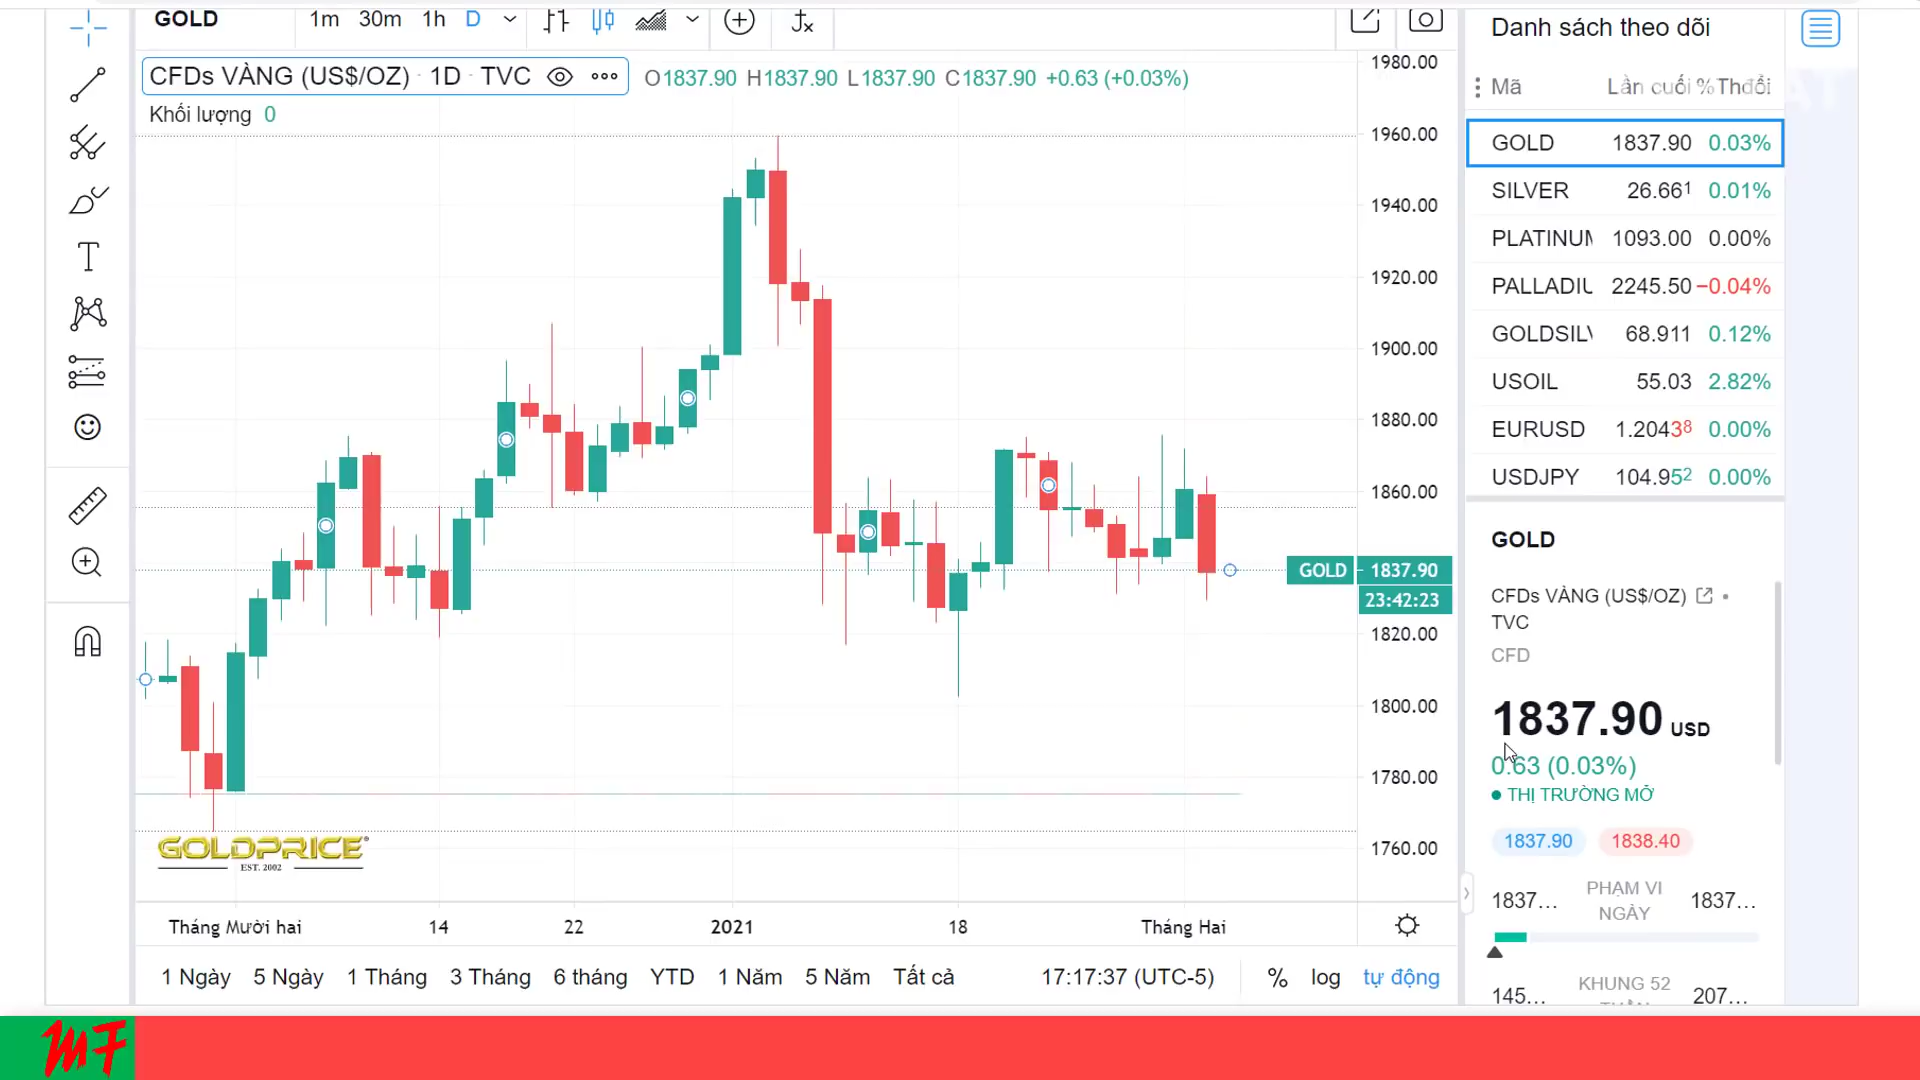 GOLD
1m 30m 1h D
CFDs VÀNG (US$/OZ) · 1D · TVC
O1837.90 H1837.90 L1837.90 C1837.90 +0.63 (+0.03%)
Khối lượng 0
1980.00
1960.00
1940.00
1920.00
1900.00
1880.00
1860.00
GOLD 1837.90
23:42:23
1820.00
1800.00
1780.00
1760.00
GOLDPRICE®
EST. 2002
Tháng Mười hai 14 22 2021 18 Tháng Hai
1 Ngày 5 Ngày 1 Tháng 3 Tháng 6 tháng YTD 1 Năm 5 Năm Tất cả 17:17:37 (UTC-5) % log tự động
Danh sách theo dõi
Mã Lần cuối %Thđổi
GOLD 1837.90 0.03%
SILVER 26.661 0.01%
PLATINUM 1093.00 0.00%
PALLADIU 2245.50 −0.04%
GOLDSILV 68.911 0.12%
USOIL 55.03 2.82%
EURUSD 1.20438 0.00%
USDJPY 104.952 0.00%
GOLD
CFDs VÀNG (US$/OZ)
TVC
CFD
1837.90 USD
0.63 (0.03%)
THỊ TRƯỜNG MỞ
1837.90 1838.40
1837... PHẠM VI NGÀY 1837...
145... KHUNG 52 207...
MF